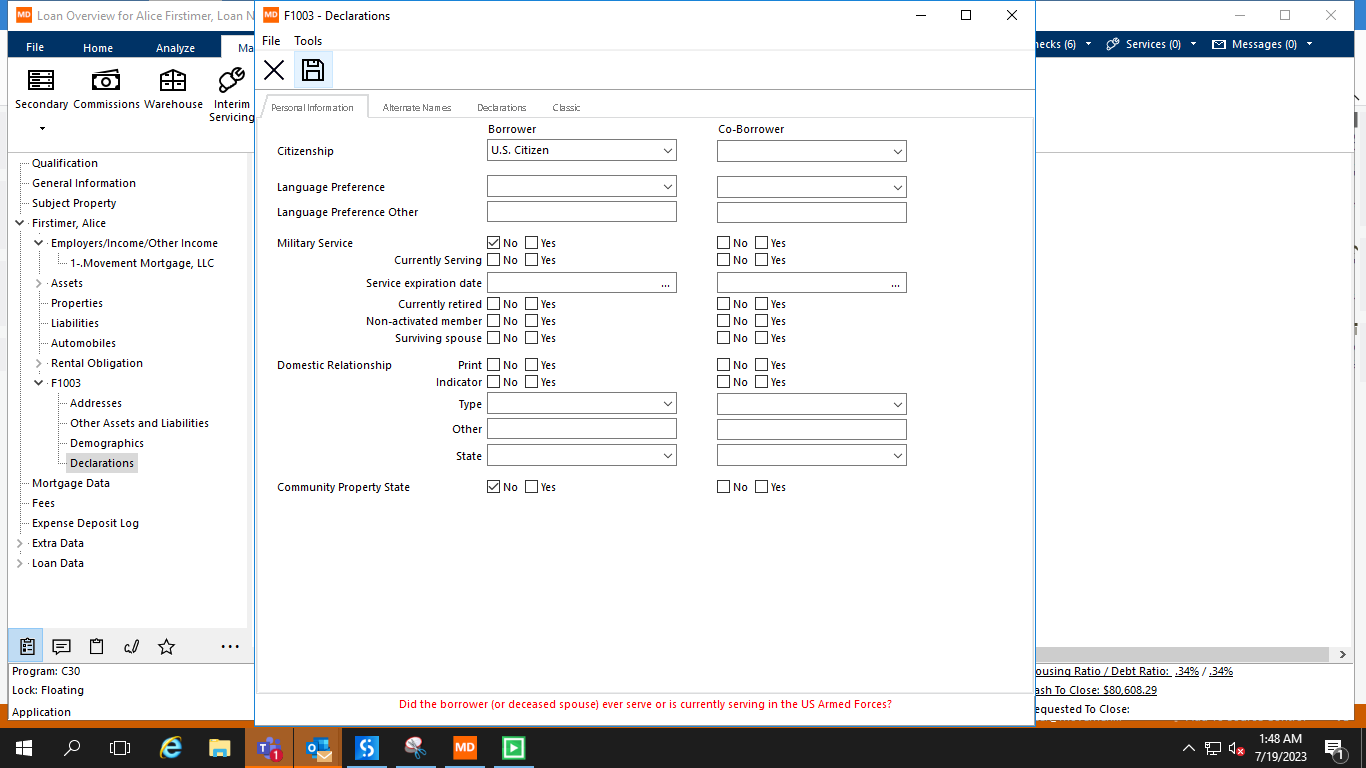 MD Loan Overview for Alice Firstimer, Loan N
MD F1003 - Declarations
File Home Analyze Ma
File Tools
Checks (6) Services (0) Messages (0)
Secondary Commissions Warehouse Interim Servicing
Personal Information Alternate Names Declarations Classic
Borrower Co-Borrower
Citizenship U.S. Citizen
Language Preference
Language Preference Other
Military Service No Yes No Yes
Currently Serving No Yes No Yes
Service expiration date ... ...
Currently retired No Yes No Yes
Non-activated member No Yes No Yes
Surviving spouse No Yes No Yes
Domestic Relationship Print No Yes No Yes
Indicator No Yes No Yes
Type
Other
State
Community Property State No Yes No Yes
Qualification
General Information
Subject Property
Firstimer, Alice
Employers/Income/Other Income
1-.Movement Mortgage, LLC
Assets
Properties
Liabilities
Automobiles
Rental Obligation
F1003
Addresses
Other Assets and Liabilities
Demographics
Declarations
Mortgage Data
Fees
Expense Deposit Log
Extra Data
Loan Data
...
Program: C30
Lock: Floating
Application
Did the borrower (or deceased spouse) ever serve or is currently serving in the US Armed Forces?
ousing Ratio / Debt Ratio: .34% / .34%
ash To Close: $80,608.29
equested To Close:
1 MD
1:48 AM
7/19/2023
1